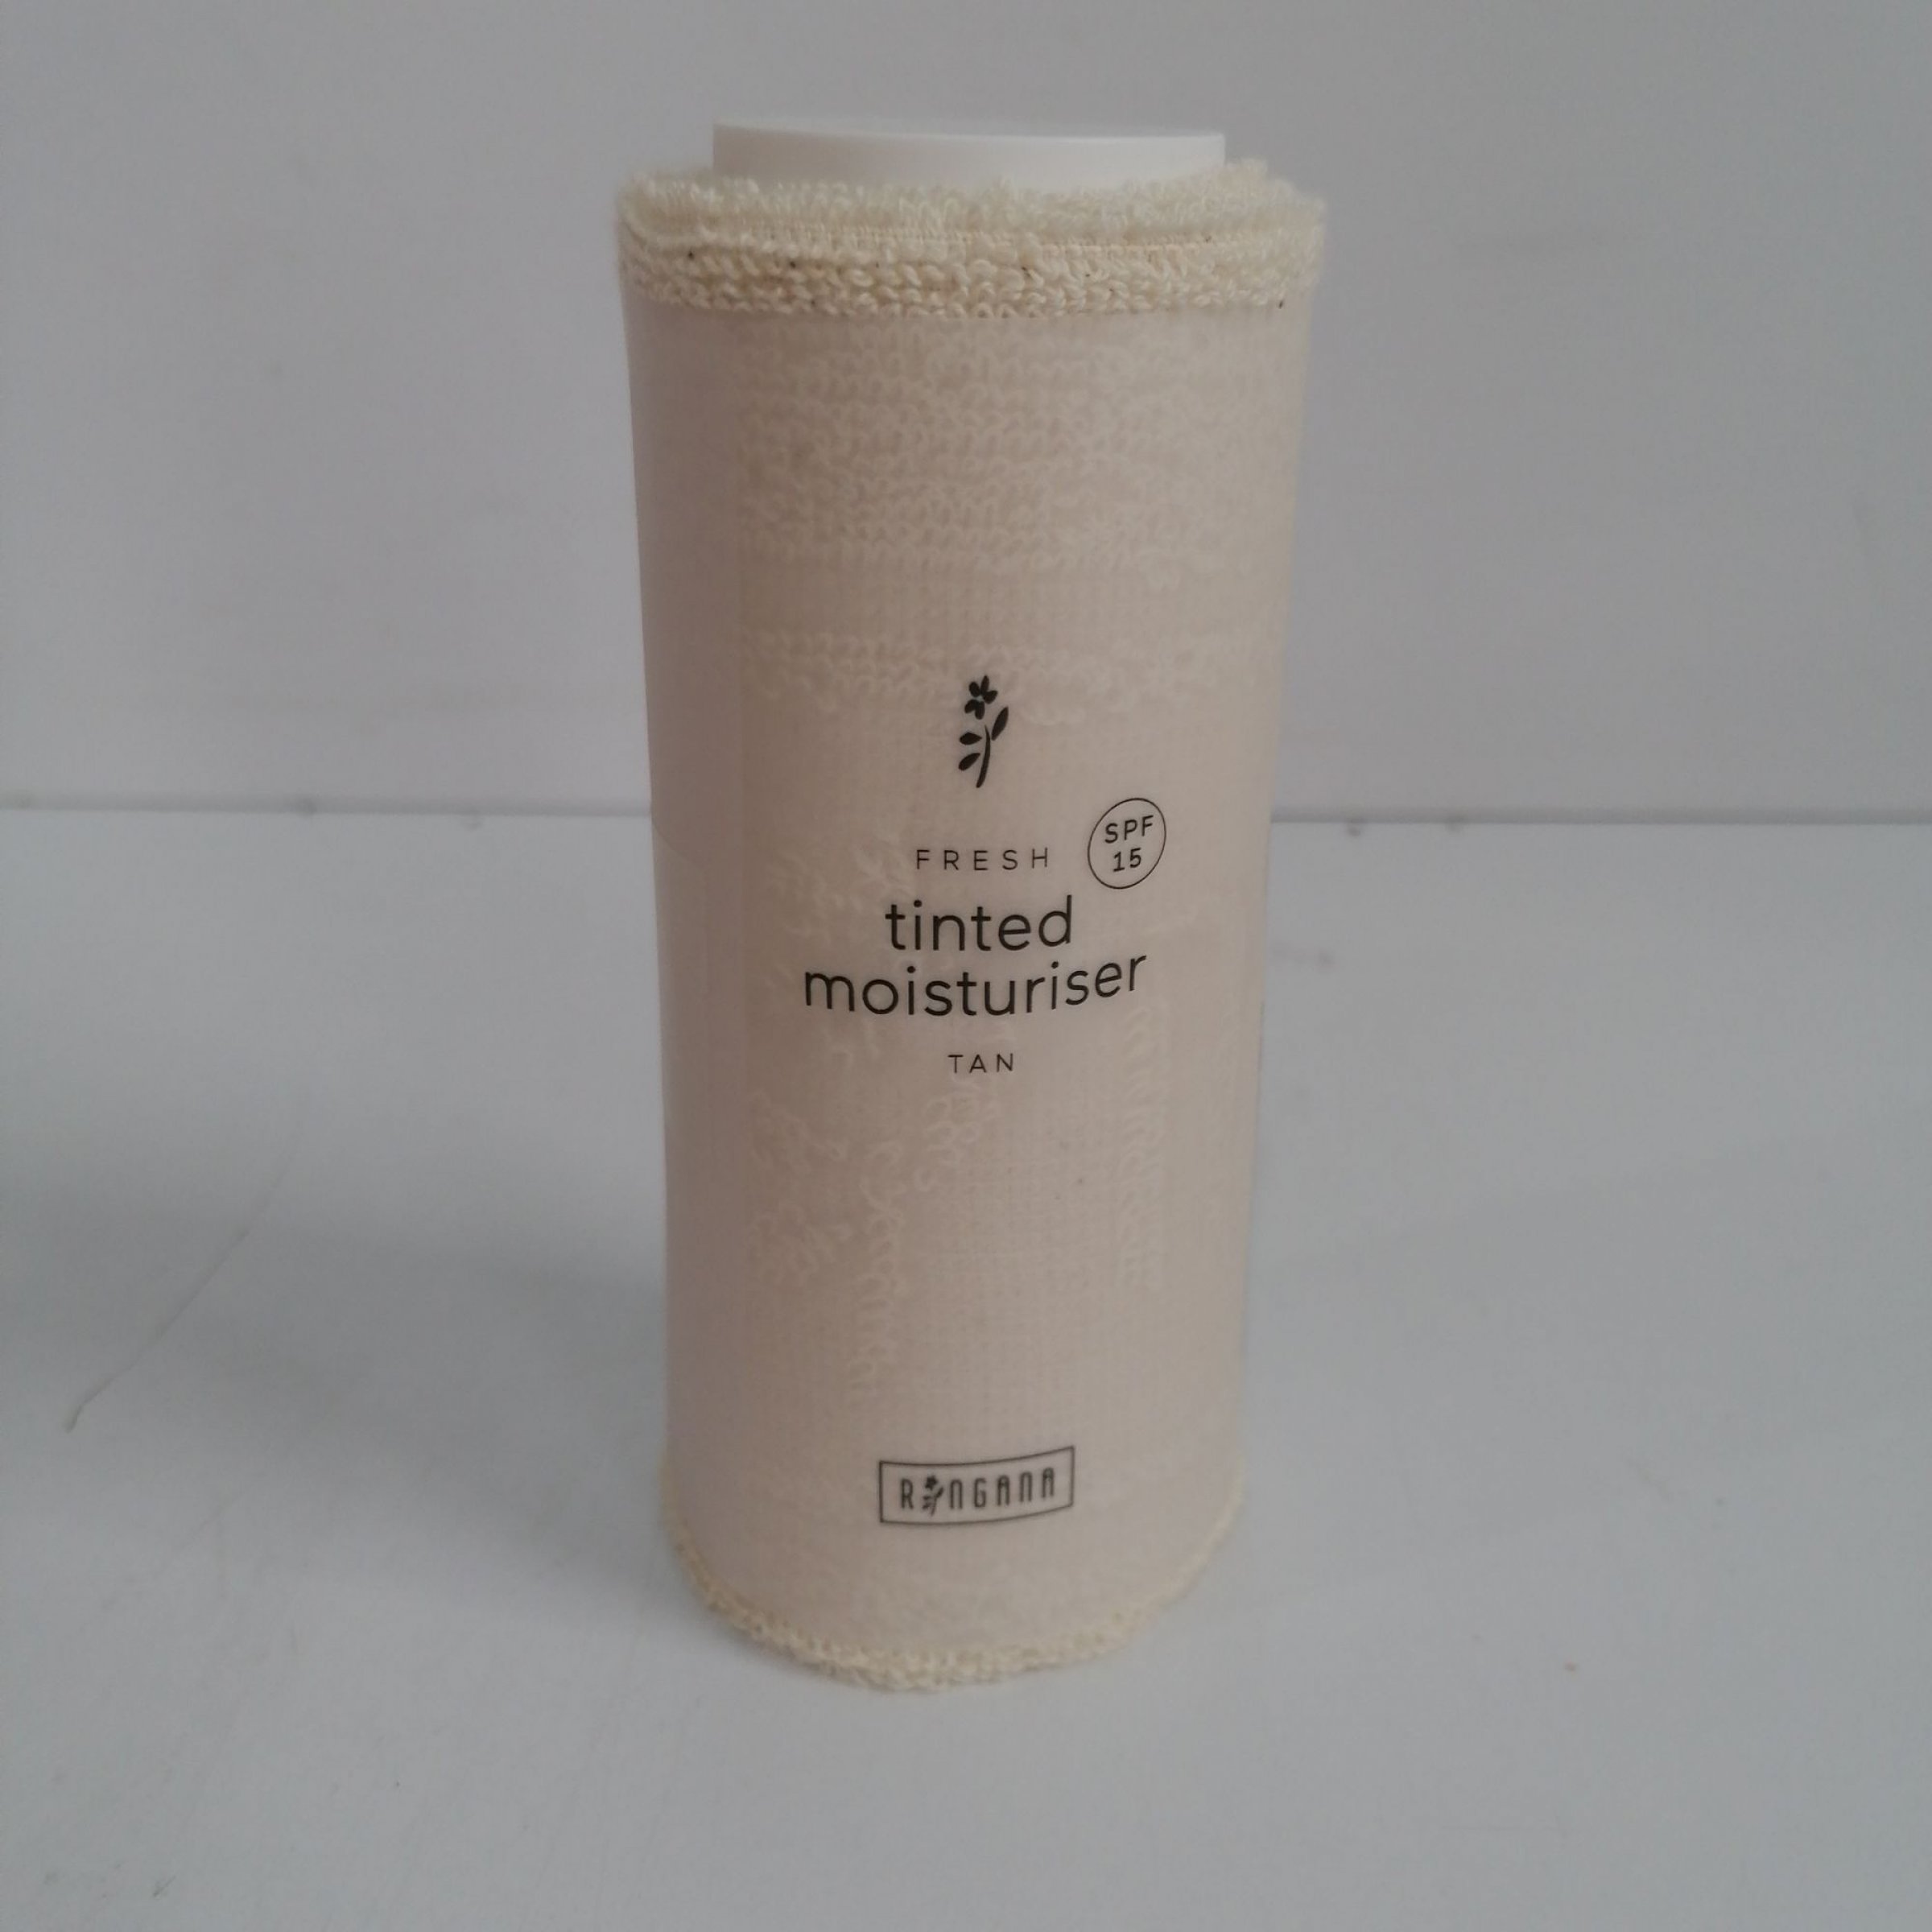 FRESH
SPF
15
tinted
moisturiser
TAN
RINGANA